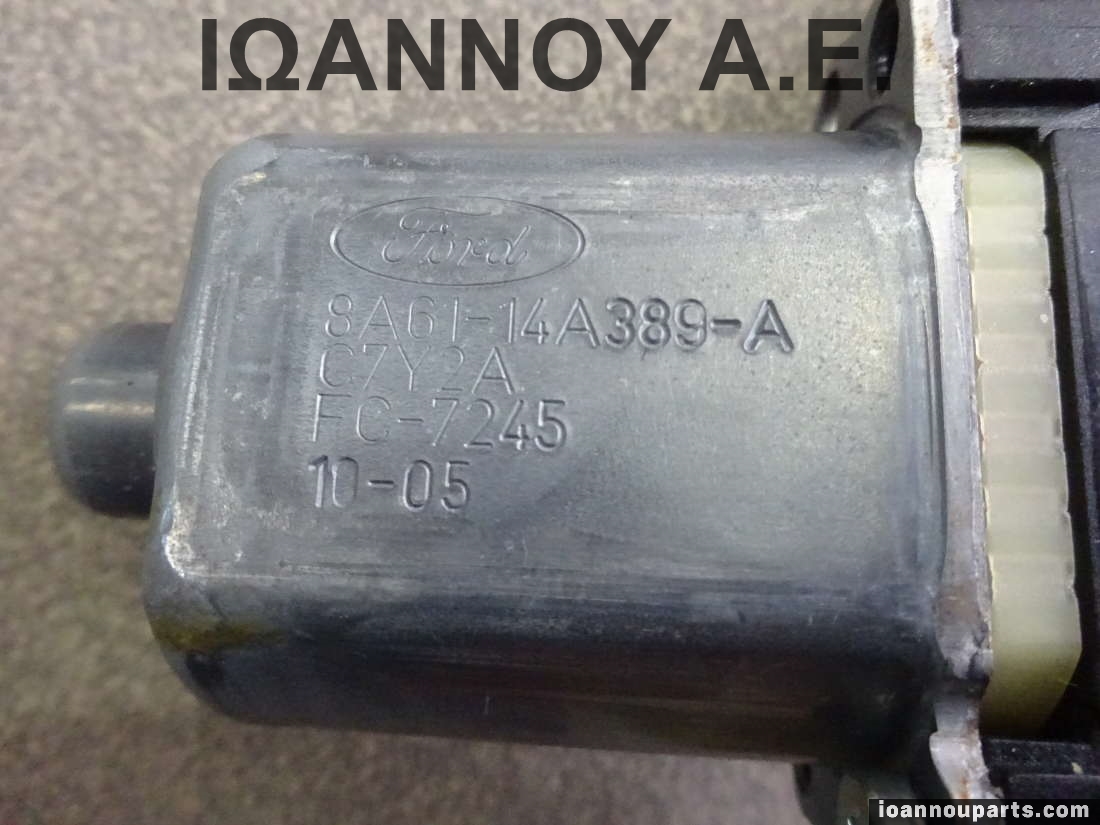 ΙΩΑΝΝΟΥ Α.Ε.
Ford
8A61-14A389-A
C7Y2A
FC-7245
10-05
ioannouparts.com